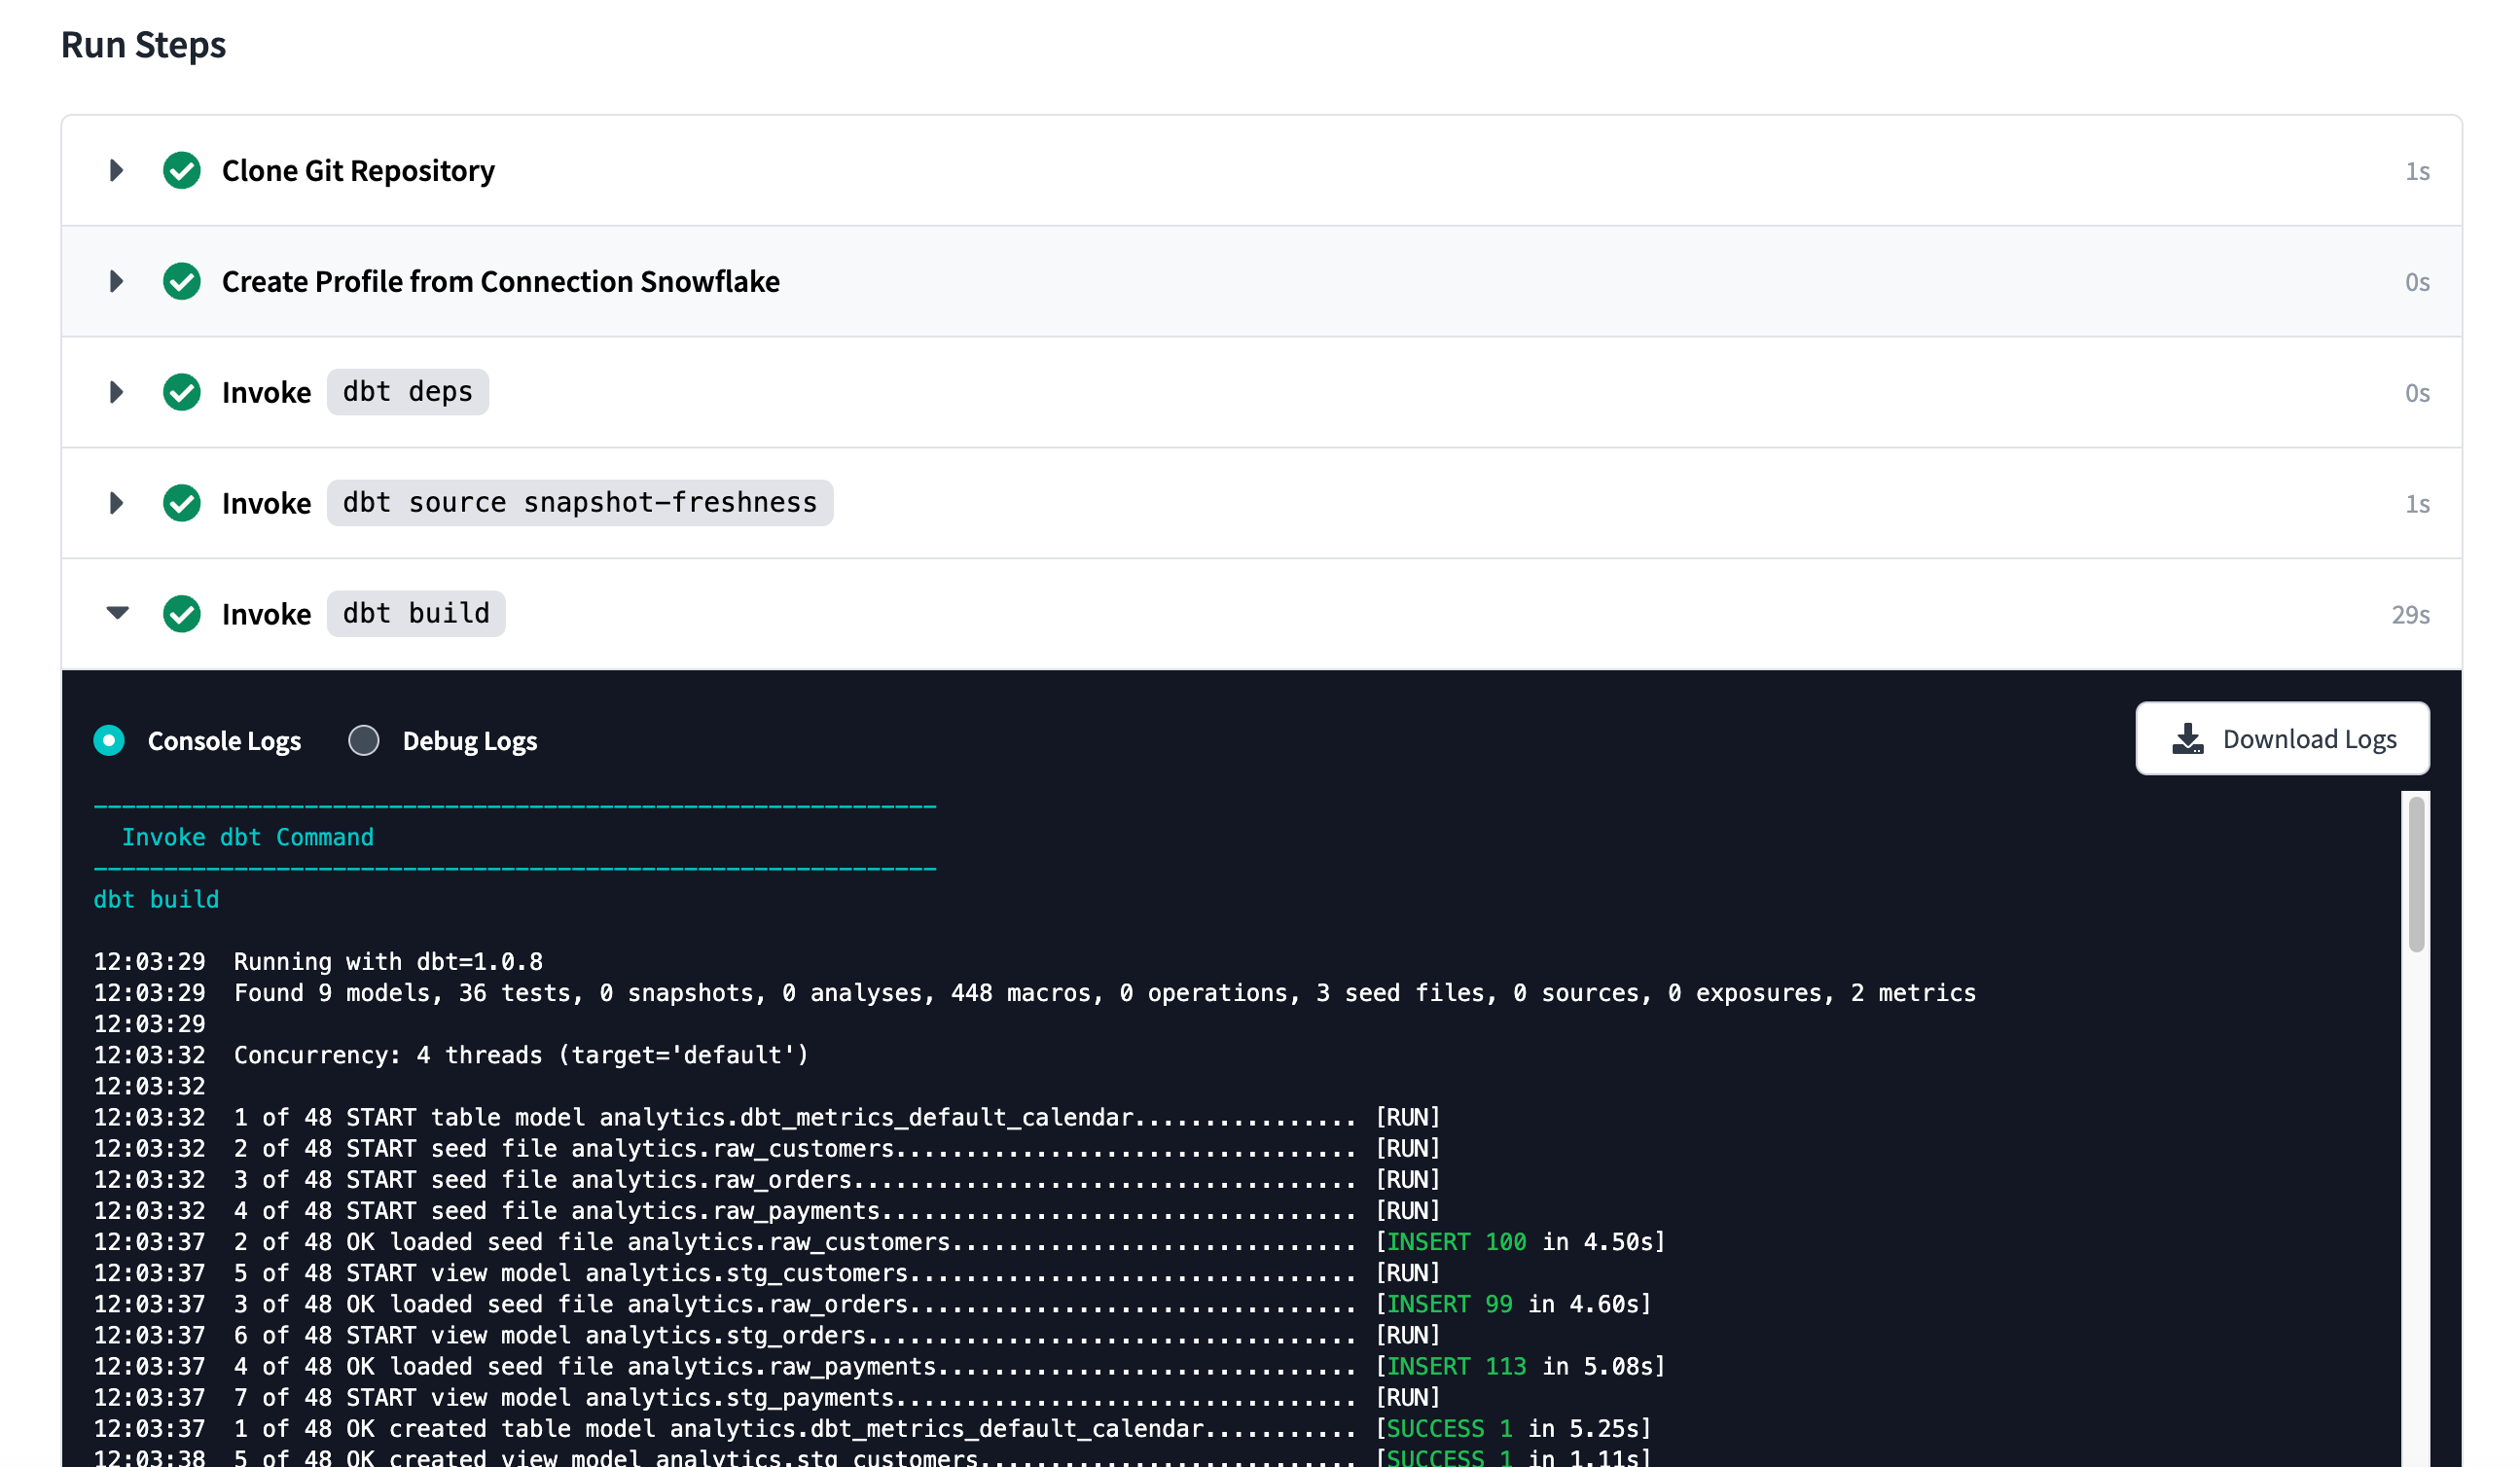 Run Steps
Clone Git Repository 1s
Create Profile from Connection Snowflake 0s
Invoke dbt deps 0s
Invoke dbt source snapshot-freshness 1s
Invoke dbt build 29s
Console Logs Debug Logs Download Logs
------------------------------------------------------------
  Invoke dbt Command
------------------------------------------------------------
dbt build
12:03:29  Running with dbt=1.0.8
12:03:29  Found 9 models, 36 tests, 0 snapshots, 0 analyses, 448 macros, 0 operations, 3 seed files, 0 sources, 0 exposures, 2 metrics
12:03:29
12:03:32  Concurrency: 4 threads (target='default')
12:03:32
12:03:32  1 of 48 START table model analytics.dbt_metrics_default_calendar................ [RUN]
12:03:32  2 of 48 START seed file analytics.raw_customers................................. [RUN]
12:03:32  3 of 48 START seed file analytics.raw_orders.................................... [RUN]
12:03:32  4 of 48 START seed file analytics.raw_payments.................................. [RUN]
12:03:37  2 of 48 OK loaded seed file analytics.raw_customers............................. [INSERT 100 in 4.50s]
12:03:37  5 of 48 START view model analytics.stg_customers................................ [RUN]
12:03:37  3 of 48 OK loaded seed file analytics.raw_orders................................ [INSERT 99 in 4.60s]
12:03:37  6 of 48 START view model analytics.stg_orders................................... [RUN]
12:03:37  4 of 48 OK loaded seed file analytics.raw_payments.............................. [INSERT 113 in 5.08s]
12:03:37  7 of 48 START view model analytics.stg_payments................................. [RUN]
12:03:37  1 of 48 OK created table model analytics.dbt_metrics_default_calendar........... [SUCCESS 1 in 5.25s]
12:03:38  5 of 48 OK created view model analytics.stg_customers........................... [SUCCESS 1 in 1.11s]